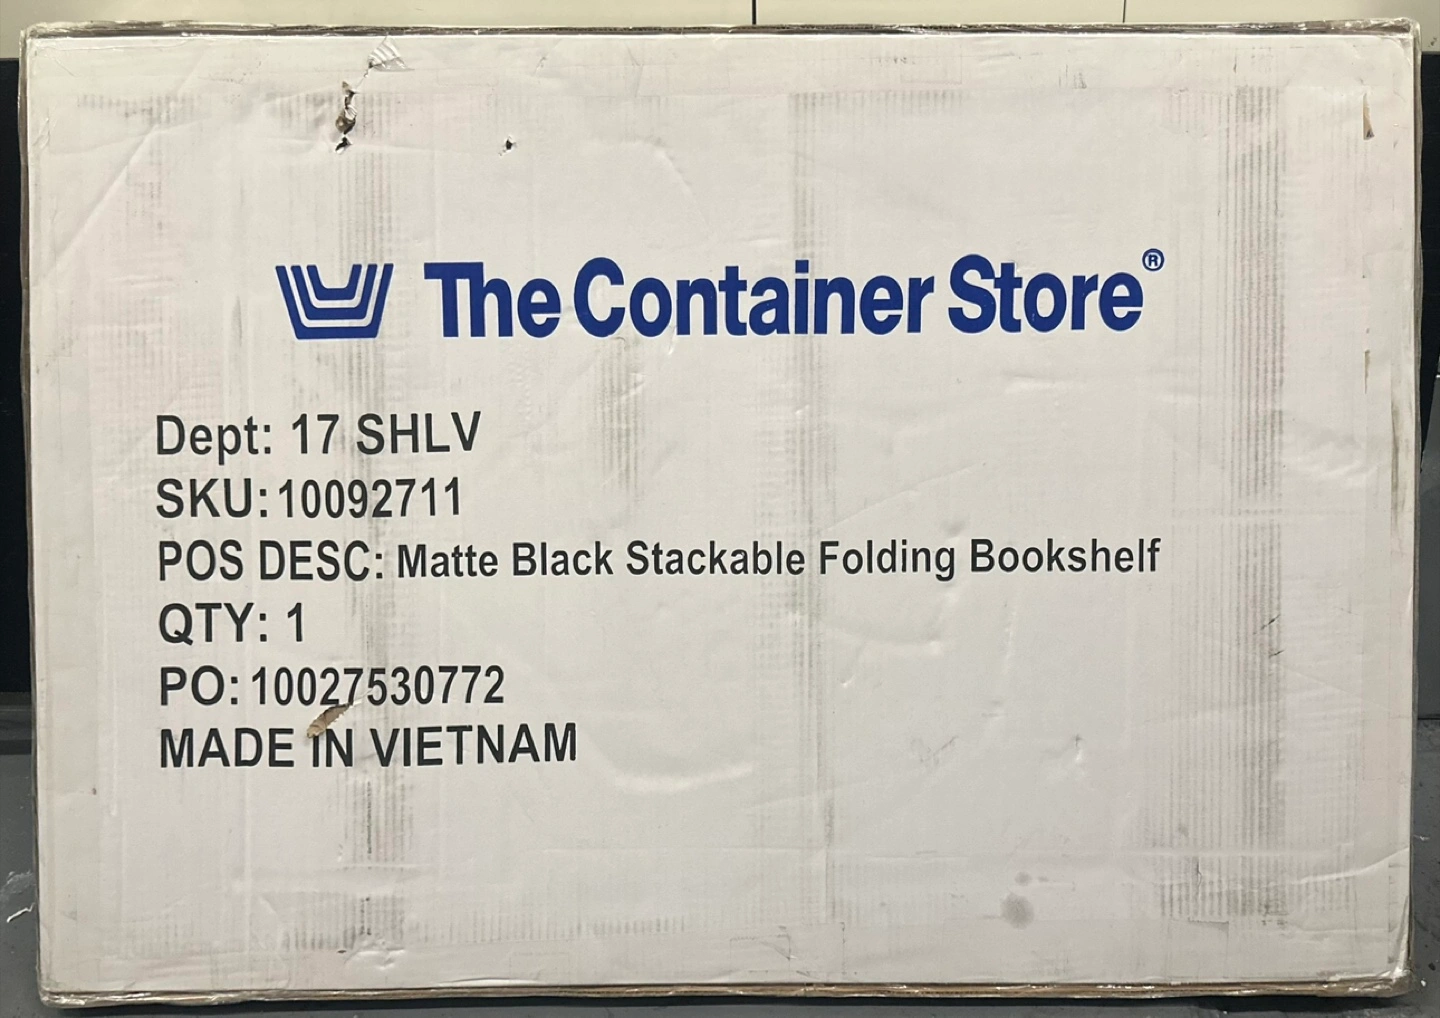 The Container Store®
Dept: 17 SHLV
SKU: 10092711
POS DESC: Matte Black Stackable Folding Bookshelf
QTY: 1
PO: 10027530772
MADE IN VIETNAM